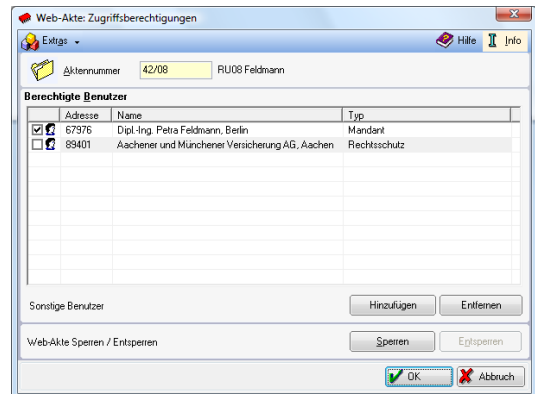 Web-Akte: Zugriffsberechtigungen
Extras Hilfe Info
Aktennummer 42/08 RU08 Feldmann
Berechtigte Benutzer
Adresse Name Typ
67976 Dipl.-Ing. Petra Feldmann, Berlin Mandant
89401 Aachener und Münchener Versicherung AG, Aachen Rechtsschutz
Sonstige Benutzer Hinzufügen Entfernen
Web-Akte Sperren / Entsperren Sperren Entsperren
OK Abbruch